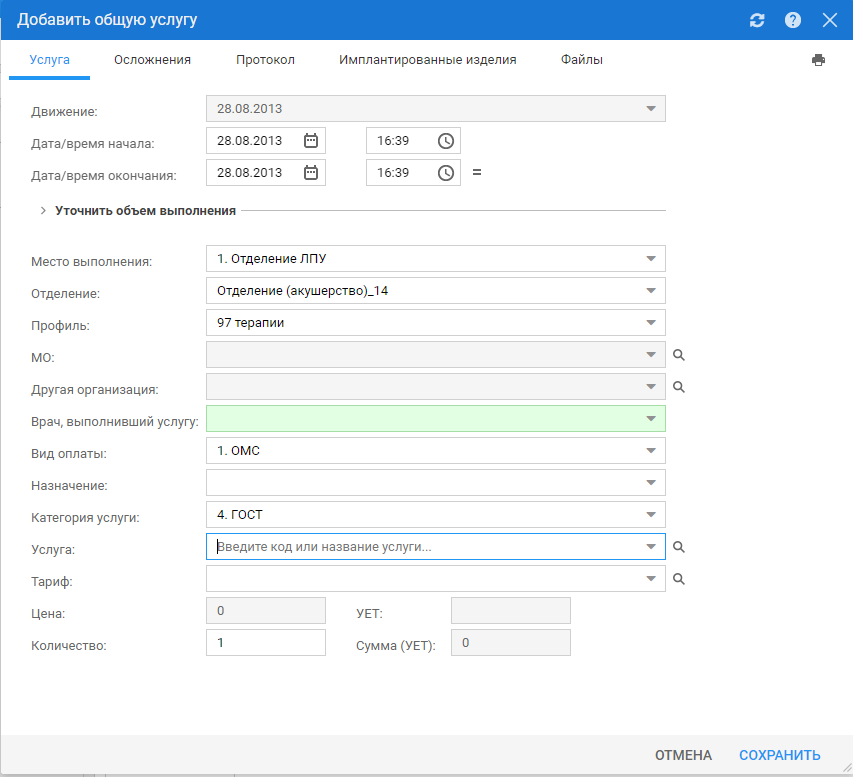 Добавить общую услугу
Услуга Осложнения Протокол Имплантированные изделия Файлы
Движение: 28.08.2013
Дата/время начала: 28.08.2013 16:39
Дата/время окончания: 28.08.2013 16:39 =
Уточнить объем выполнения
Место выполнения: 1. Отделение ЛПУ
Отделение: Отделение (акушерство)_14
Профиль: 97 терапии
МО:
Другая организация:
Врач, выполнивший услугу:
Вид оплаты: 1. ОМС
Назначение:
Категория услуги: 4. ГОСТ
Услуга: Введите код или название услуги...
Тариф:
Цена: 0 УЕТ:
Количество: 1 Сумма (УЕТ): 0
ОТМЕНА СОХРАНИТЬ